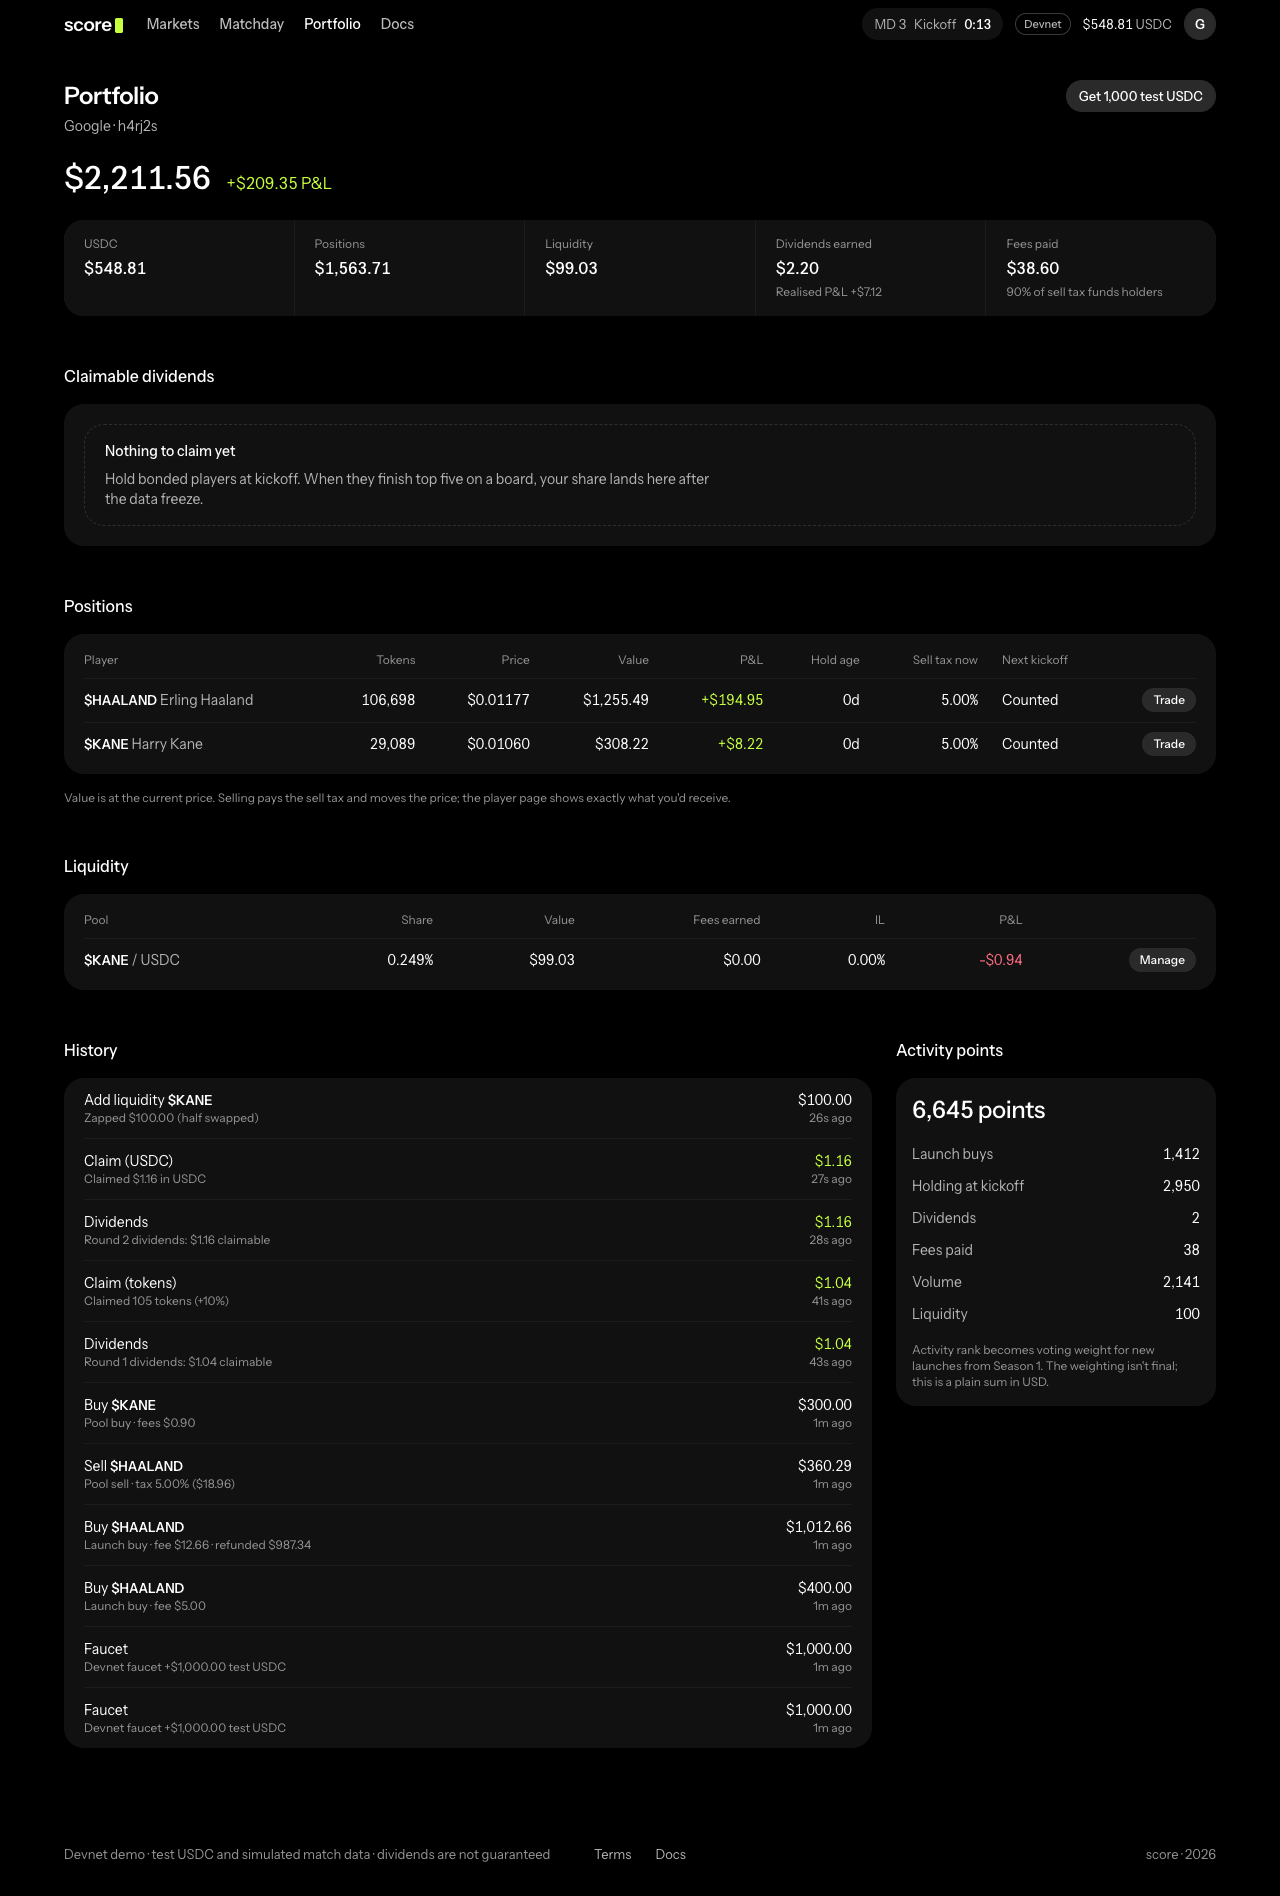 score Markets Matchday Portfolio Docs MD 3 Kickoff 0:13 Devnet $548.81 USDC G
Portfolio Get 1,000 test USDC
Google · h4rj2s
$2,211.56 +$209.35 P&L
USDC Positions Liquidity Dividends earned Fees paid
$548.81 $1,563.71 $99.03 $2.20 $38.60
Realised P&L +$7.12 90% of sell tax funds holders
Claimable dividends
Nothing to claim yet
Hold bonded players at kickoff. When they finish top five on a board, your share lands here after
the data freeze.
Positions
Player Tokens Price Value P&L Hold age Sell tax now Next kickoff
$HAALAND Erling Haaland 106,698 $0.01177 $1,255.49 +$194.95 0d 5.00% Counted Trade
$KANE Harry Kane 29,089 $0.01060 $308.22 +$8.22 0d 5.00% Counted Trade
Value is at the current price. Selling pays the sell tax and moves the price; the player page shows exactly what you'd receive.
Liquidity
Pool Share Value Fees earned IL P&L
$KANE / USDC 0.249% $99.03 $0.00 0.00% -$0.94 Manage
History
Add liquidity $KANE $100.00
Zapped $100.00 (half swapped) 26s ago
Claim (USDC) $1.16
Claimed $1.16 in USDC 27s ago
Dividends $1.16
Round 2 dividends: $1.16 claimable 28s ago
Claim (tokens) $1.04
Claimed 105 tokens (+10%) 41s ago
Dividends $1.04
Round 1 dividends: $1.04 claimable 43s ago
Buy $KANE $300.00
Pool buy · fees $0.90 1m ago
Sell $HAALAND $360.29
Pool sell · tax 5.00% ($18.96) 1m ago
Buy $HAALAND $1,012.66
Launch buy · fee $12.66 · refunded $987.34 1m ago
Buy $HAALAND $400.00
Launch buy · fee $5.00 1m ago
Faucet $1,000.00
Devnet faucet +$1,000.00 test USDC 1m ago
Faucet $1,000.00
Devnet faucet +$1,000.00 test USDC 1m ago
Activity points
6,645 points
Launch buys 1,412
Holding at kickoff 2,950
Dividends 2
Fees paid 38
Volume 2,141
Liquidity 100
Activity rank becomes voting weight for new
launches from Season 1. The weighting isn't final;
this is a plain sum in USD.
Devnet demo · test USDC and simulated match data · dividends are not guaranteed Terms Docs score · 2026